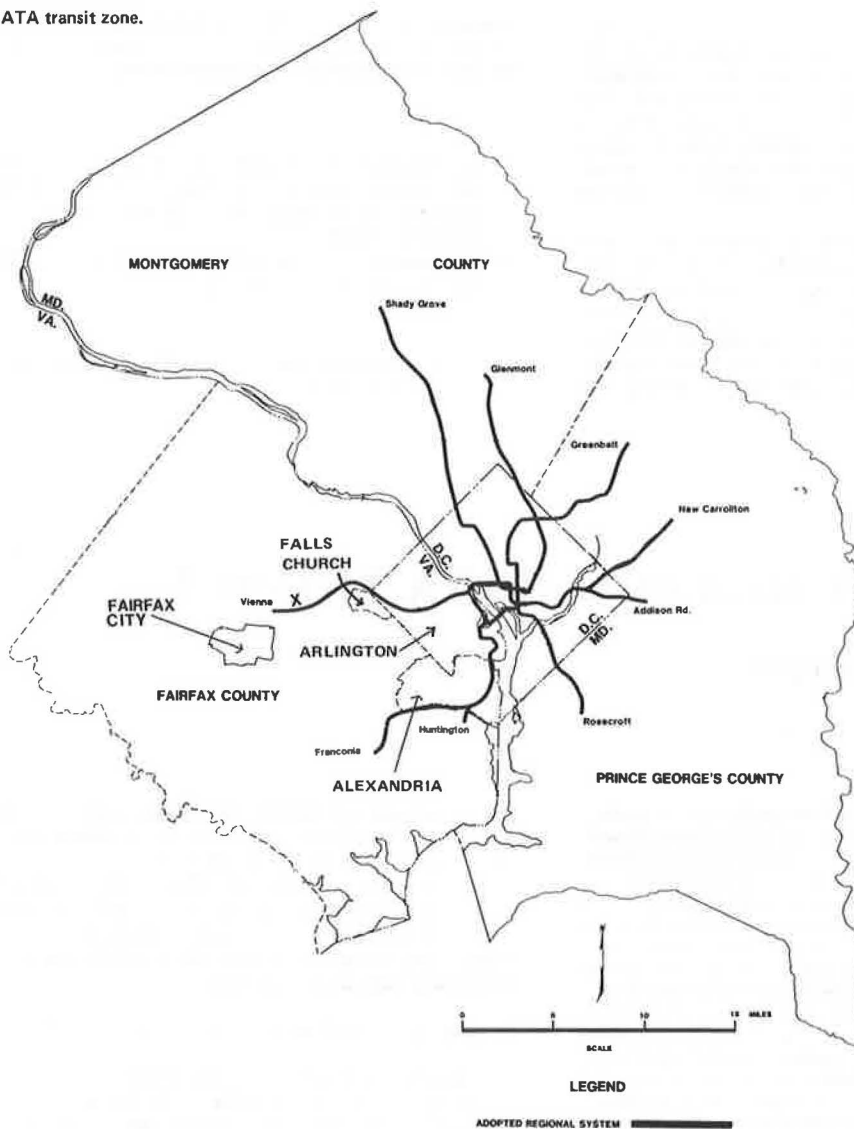 ATA transit zone.
MONTGOMERY COUNTY
MD.
VA.
Shady Grove
Glenmont
Greenbelt
New Carrollton
D.C.
VA.
FALLS
CHURCH
Vienna
X
FAIRFAX
CITY
Addison Rd.
D.C.
MD.
ARLINGTON
FAIRFAX COUNTY
Rosecroft
Huntington
Franconia
ALEXANDRIA
PRINCE GEORGE'S COUNTY
0 5 10 15 MILES
SCALE
LEGEND
ADOPTED REGIONAL SYSTEM